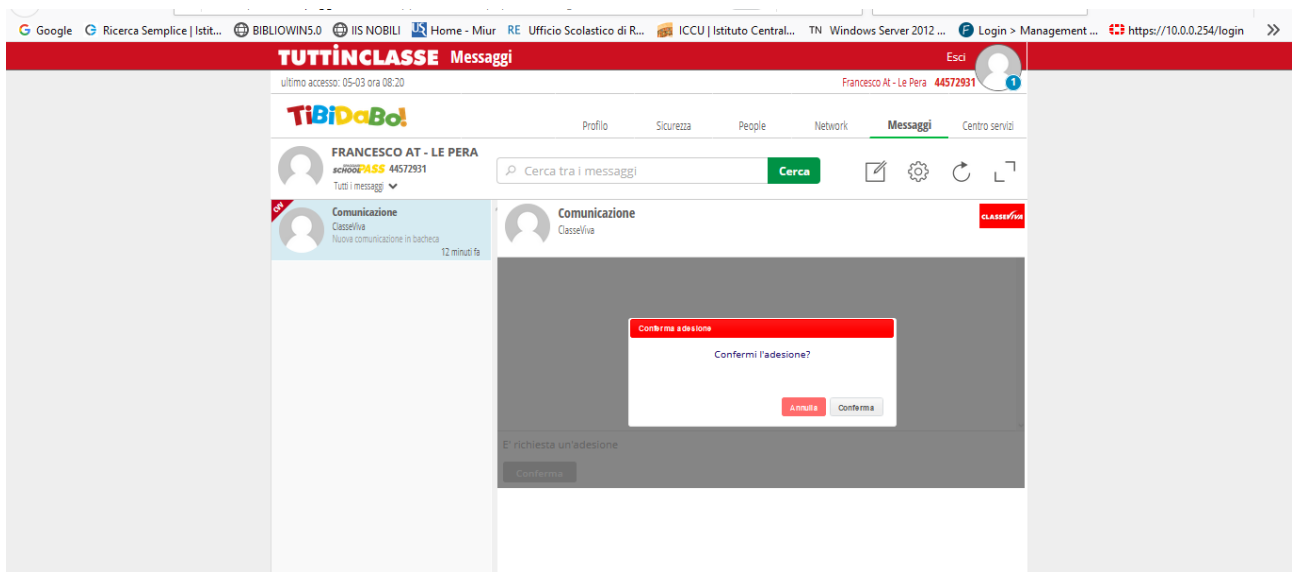 Google Ricerca Semplice | Istit... BIBLIOWIN5.0 IIS NOBILI Home - Miur RE Ufficio Scolastico di R... ICCU | Istituto Central... TN Windows Server 2012 ... Login > Management ... https://10.0.0.254/login
TUTTİNCLASSE Messaggi Esci
ultimo accesso: 05-03 ora 08:20 Francesco At - Le Pera 44572931 1
TiBiDaBo! Profilo Sicurezza People Network Messaggi Centro servizi
FRANCESCO AT - LE PERA
SCHOOLPASS 44572931
Tutti i messaggi
Cerca tra i messaggi Cerca
CVV
Comunicazione
ClasseViva
Nuova comunicazione in bacheca
12 minuti fa
Comunicazione
ClasseViva
CLASSEVIVA
Conferma adesione
Confermi l'adesione?
Annulla Conferma
E' richiesta un'adesione
Conferma